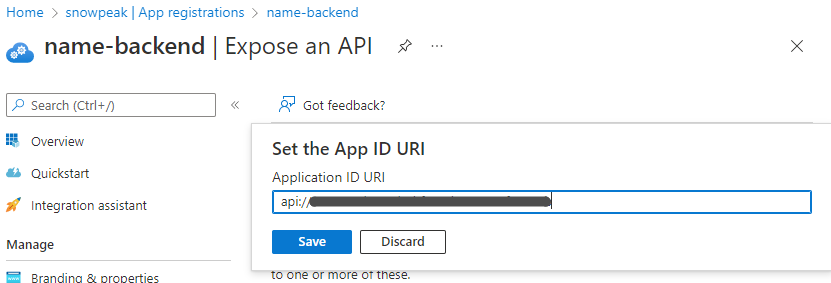 Home > snowpeak | App registrations > name-backend
name-backend | Expose an API
Search (Ctrl+/)
«
Got feedback?
Overview
Quickstart
Integration assistant
Manage
Branding & properties
Set the App ID URI
Application ID URI
api://
Save
Discard
to one or more of these.